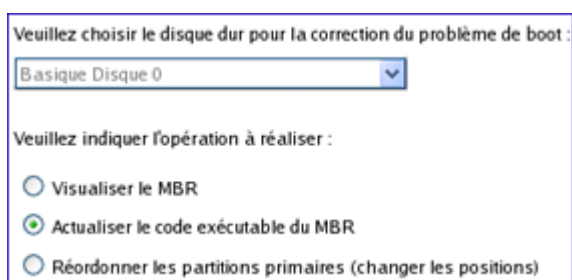 Veuillez choisir le disque dur pour la correction du problème de boot :
Basique Disque 0
Veuillez indiquer l'opération à réaliser :
Visualiser le MBR
Actualiser le code exécutable du MBR
Réordonner les partitions primaires (changer les positions)